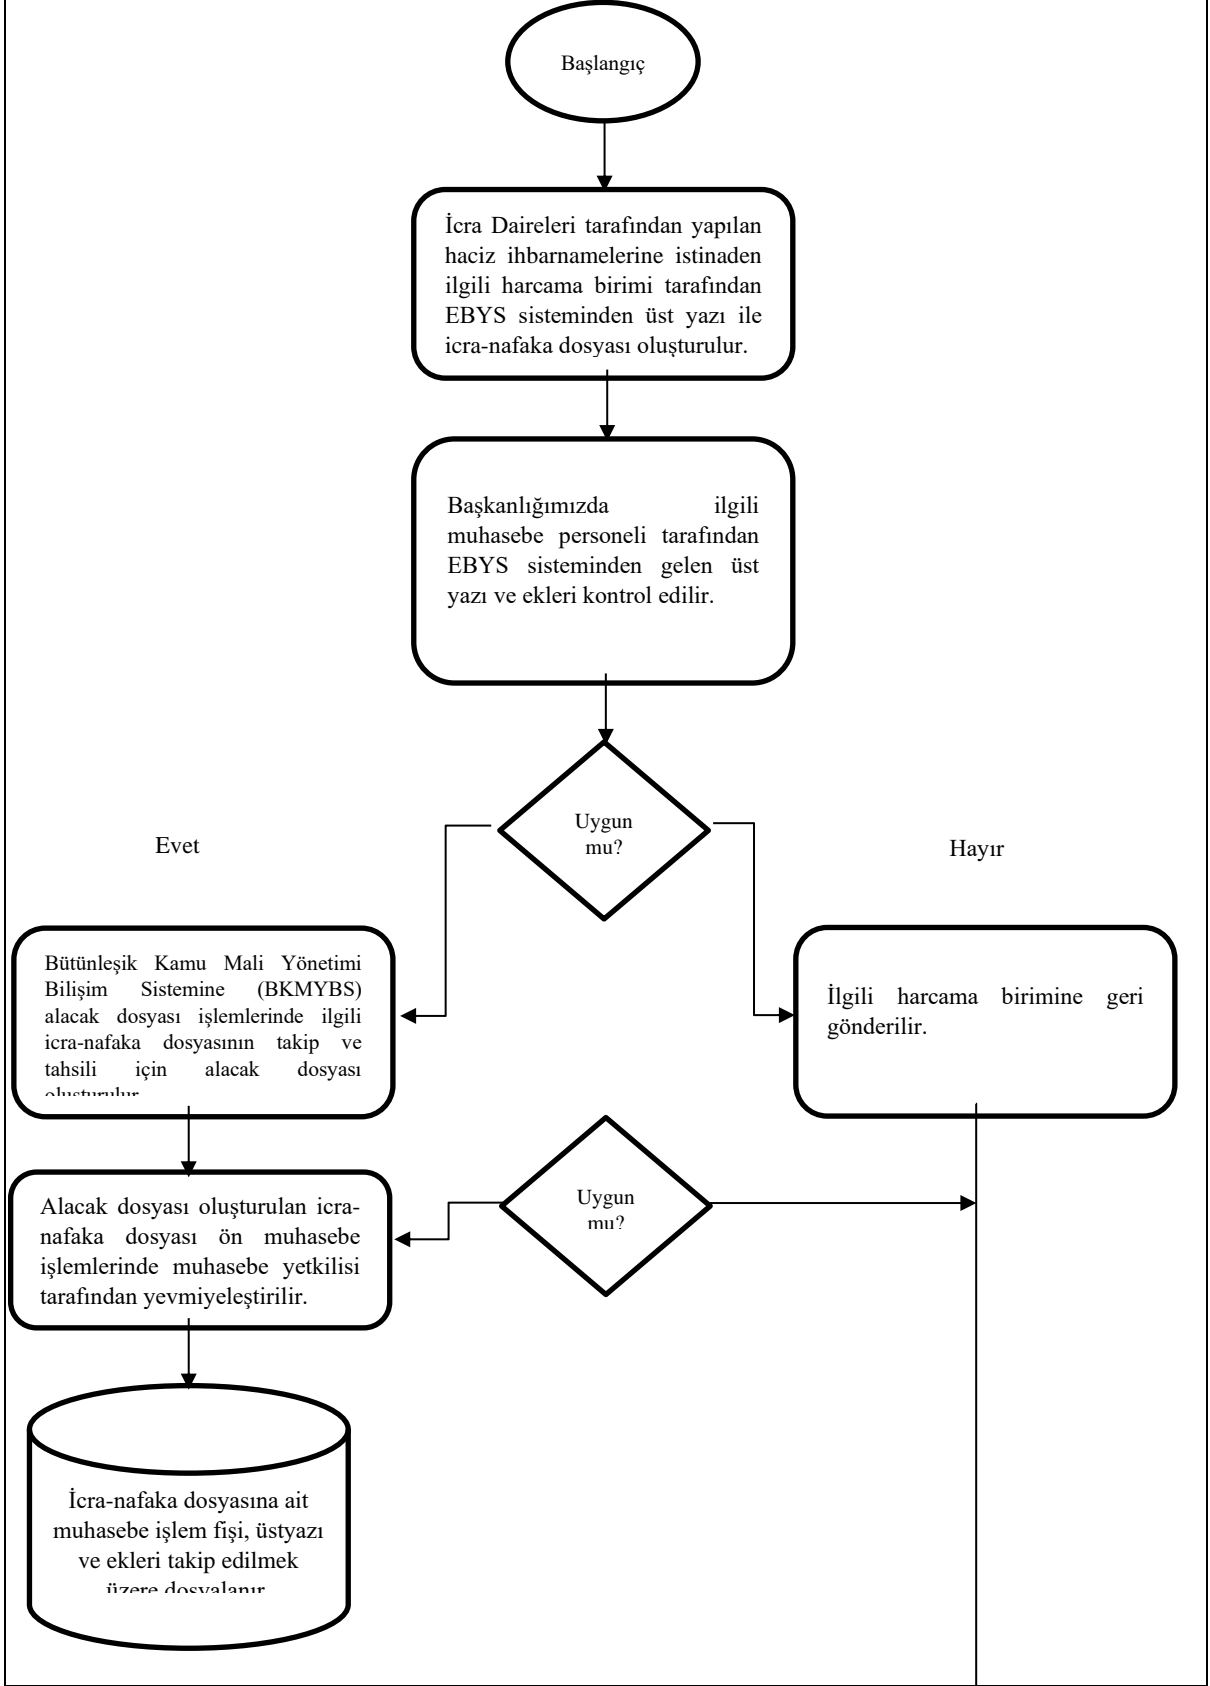 Başlangıç
İcra Daireleri tarafından yapılan
haciz ihbarnamelerine istinaden
ilgili harcama birimi tarafından
EBYS sisteminden üst yazı ile
icra-nafaka dosyası oluşturulur.
Başkanlığımızda ilgili
muhasebe personeli tarafından
EBYS sisteminden gelen üst
yazı ve ekleri kontrol edilir.
Uygun
mu?
Evet
Hayır
Bütünleşik Kamu Mali Yönetimi
Bilişim Sistemine (BKMYBS)
alacak dosyası işlemlerinde ilgili
icra-nafaka dosyasının takip ve
tahsili için alacak dosyası
oluşturulur.
İlgili harcama birimine geri
gönderilir.
Uygun
mu?
Alacak dosyası oluşturulan icra-
nafaka dosyası ön muhasebe
işlemlerinde muhasebe yetkilisi
tarafından yevmiyeleştirilir.
İcra-nafaka dosyasına ait
muhasebe işlem fişi, üstyazı
ve ekleri takip edilmek
üzere dosyalanır.